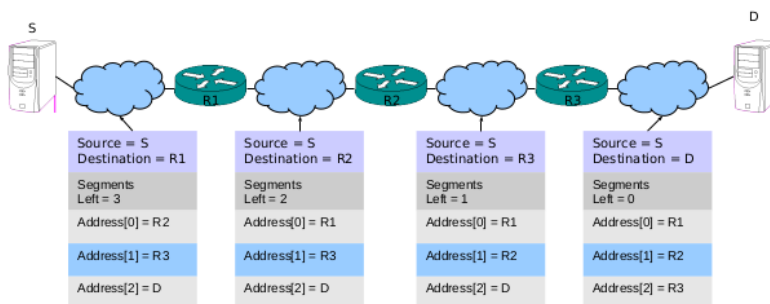 S
D
R1
R2
R3
Source = S
Destination = R1
Segments
Left = 3
Address[0] = R2
Address[1] = R3
Address[2] = D
Source = S
Destination = R2
Segments
Left = 2
Address[0] = R1
Address[1] = R3
Address[2] = D
Source = S
Destination = R3
Segments
Left = 1
Address[0] = R1
Address[1] = R2
Address[2] = D
Source = S
Destination = D
Segments
Left = 0
Address[0] = R1
Address[1] = R2
Address[2] = R3